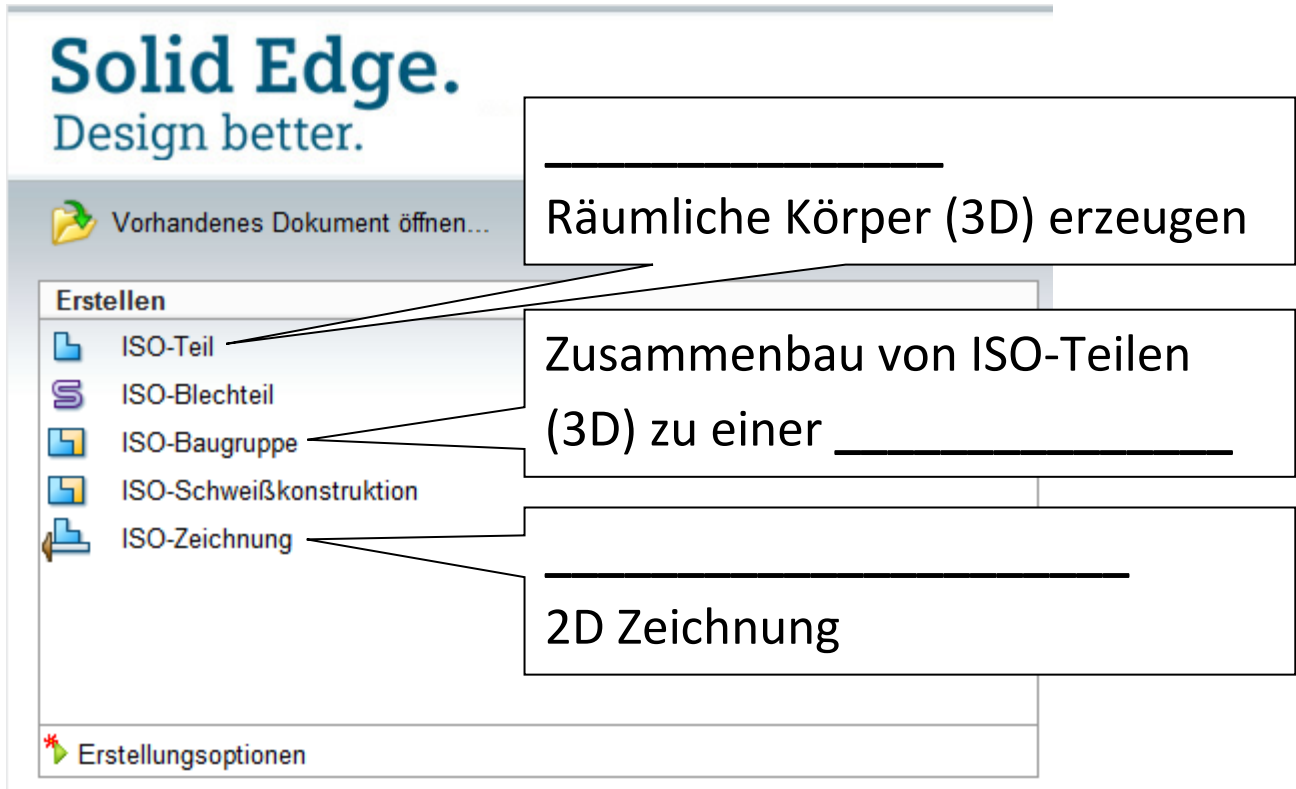 Solid Edge.
Design better.
Vorhandenes Dokument öffnen...
_______________
Räumliche Körper (3D) erzeugen
Erstellen
ISO-Teil
ISO-Blechteil
ISO-Baugruppe
ISO-Schweißkonstruktion
ISO-Zeichnung
Zusammenbau von ISO-Teilen
(3D) zu einer _______________
______________________
2D Zeichnung
Erstellungsoptionen